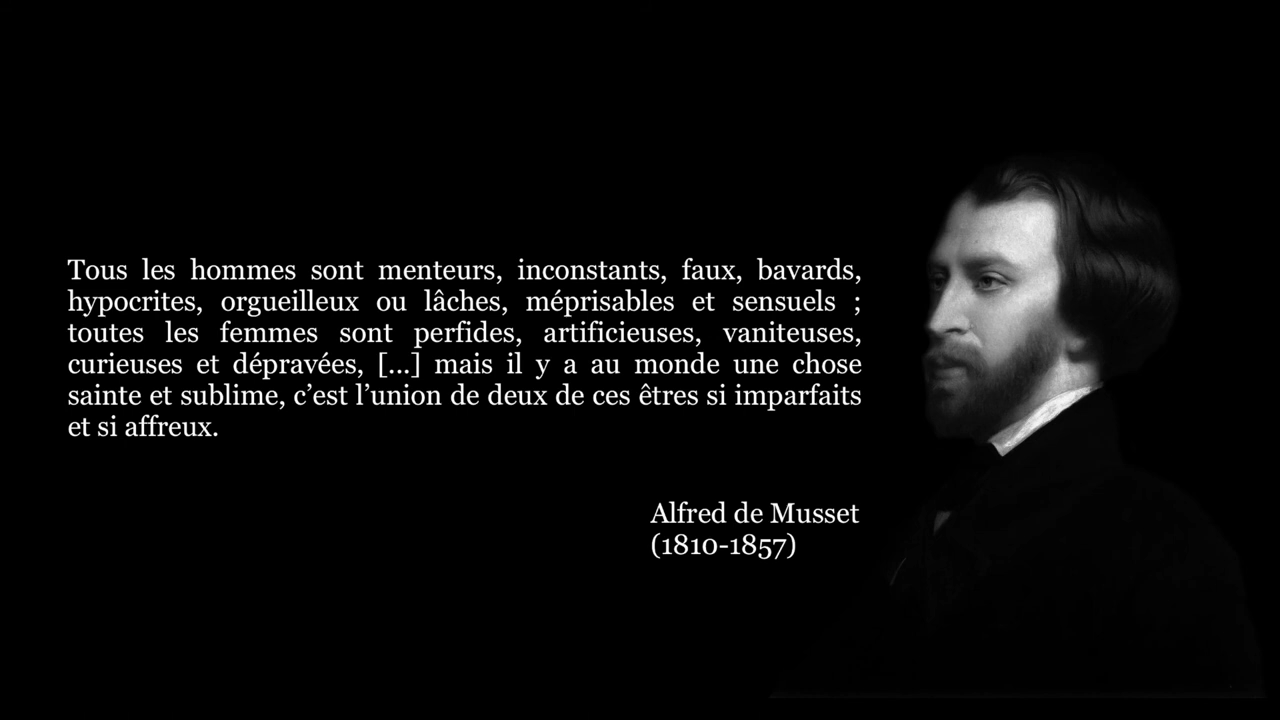 Tous les hommes sont menteurs, inconstants, faux, bavards,
hypocrites, orgueilleux ou lâches, méprisables et sensuels ;
toutes les femmes sont perfides, artificieuses, vaniteuses,
curieuses et dépravées, [...] mais il y a au monde une chose
sainte et sublime, c’est l’union de deux de ces êtres si imparfaits
et si affreux.
Alfred de Musset
(1810-1857)